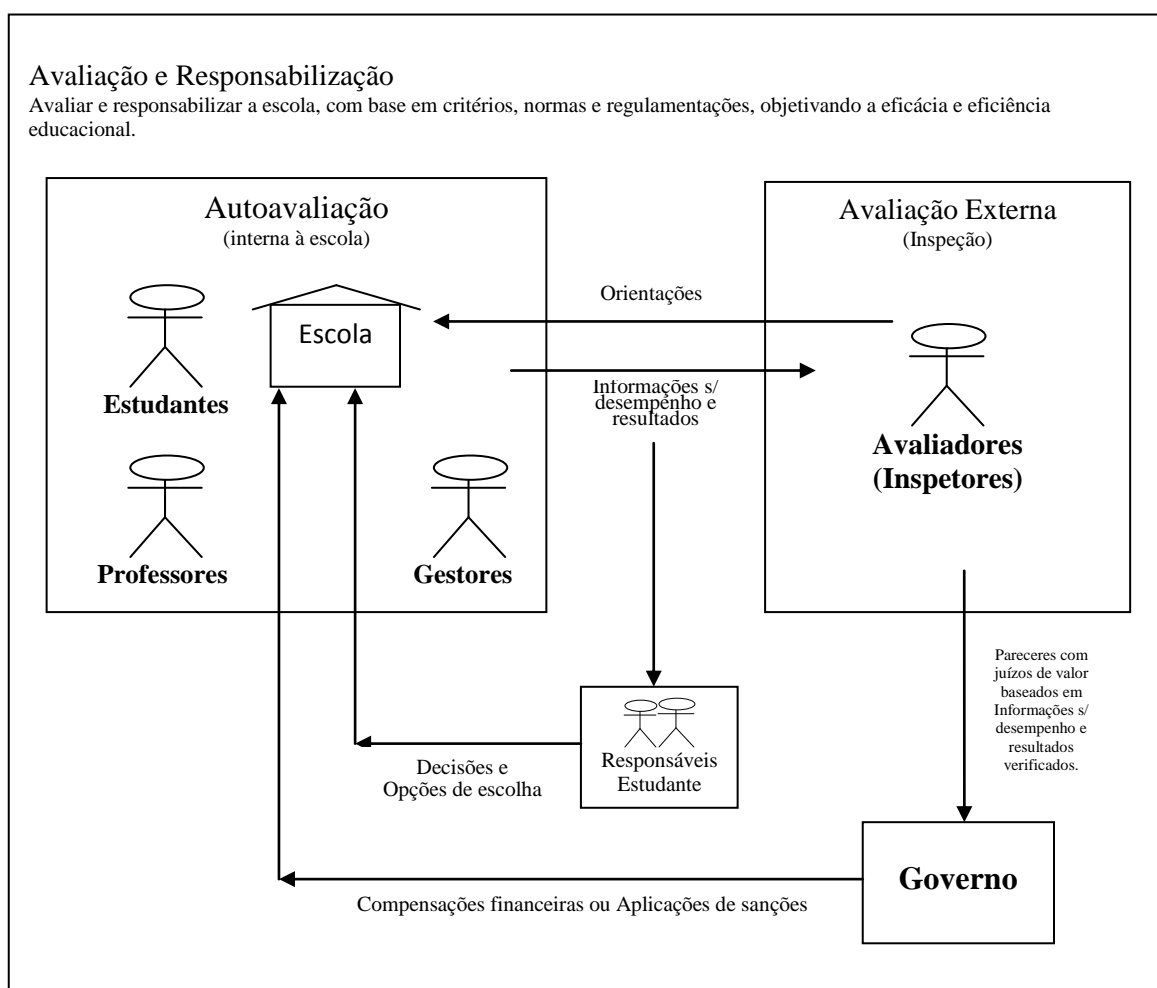 Avaliação e Responsabilização
Avaliar e responsabilizar a escola, com base em critérios, normas e regulamentações, objetivando a eficácia e eficiência
educacional.
Autoavaliação
(interna à escola)
Escola
Estudantes
Professores
Gestores
Orientações
Informações s/
desempenho e
resultados
Avaliação Externa
(Inspeção)
Avaliadores
(Inspetores)
Pareceres com
juízos de valor
baseados em
Informações s/
desempenho e
resultados
verificados.
Responsáveis
Estudante
Decisões e
Opções de escolha
Governo
Compensações financeiras ou Aplicações de sanções